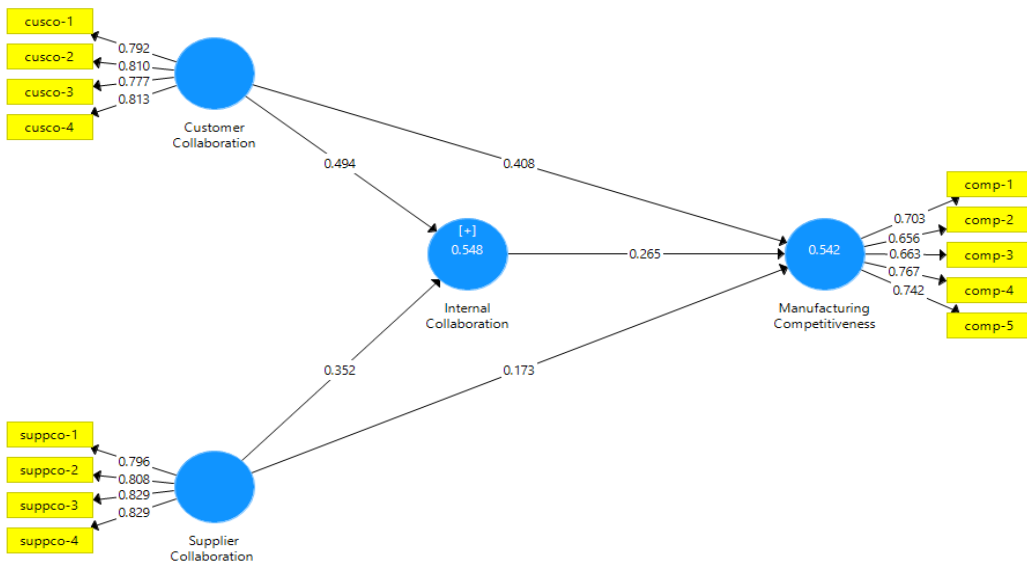 cusco-1
cusco-2
cusco-3
cusco-4
0.792
0.810
0.777
0.813
Customer
Collaboration
0.494
0.408
[+]
0.548
Internal
Collaboration
0.265
0.542
Manufacturing
Competitiveness
0.703
0.656
0.663
0.767
0.742
comp-1
comp-2
comp-3
comp-4
comp-5
0.352
0.173
suppco-1
suppco-2
suppco-3
suppco-4
0.796
0.808
0.829
0.829
Supplier
Collaboration